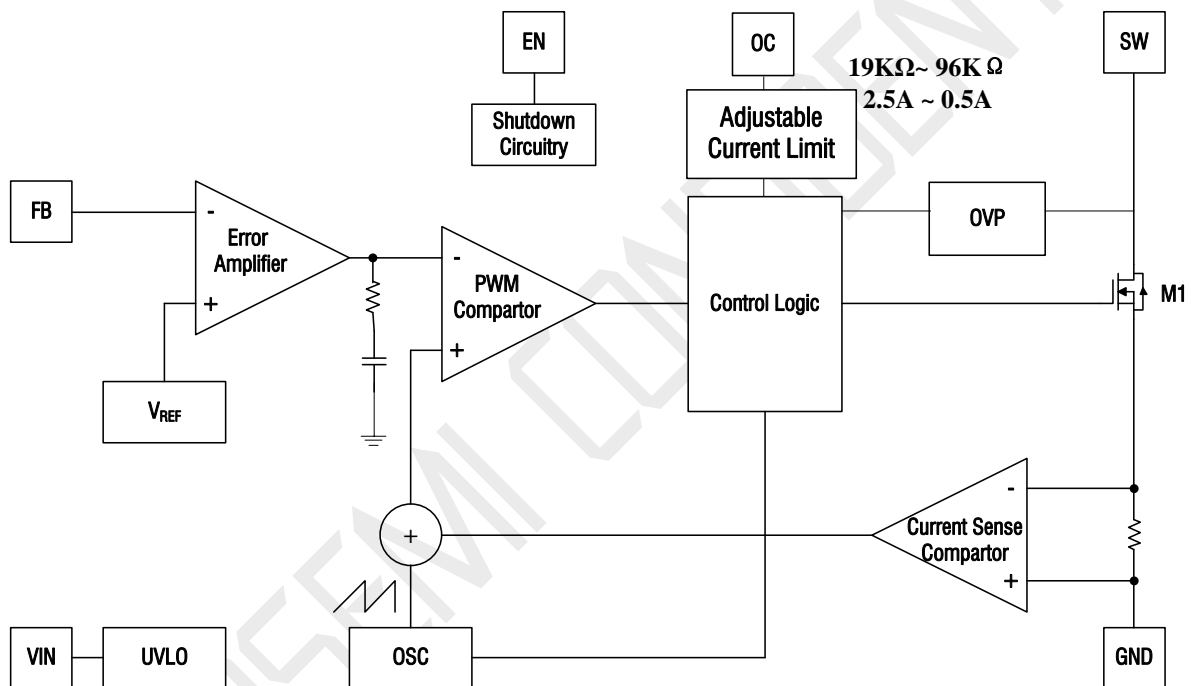 EN
OC
SW
19KΩ~ 96KΩ
2.5A ~ 0.5A
Shutdown
Circuitry
Adjustable
Current Limit
FB
-
Error
Amplifier
+
VREF
-
PWM
Compartor
+
Control Logic
OVP
M1
-
Current Sense
Compartor
+
+
VIN
UVLO
OSC
GND